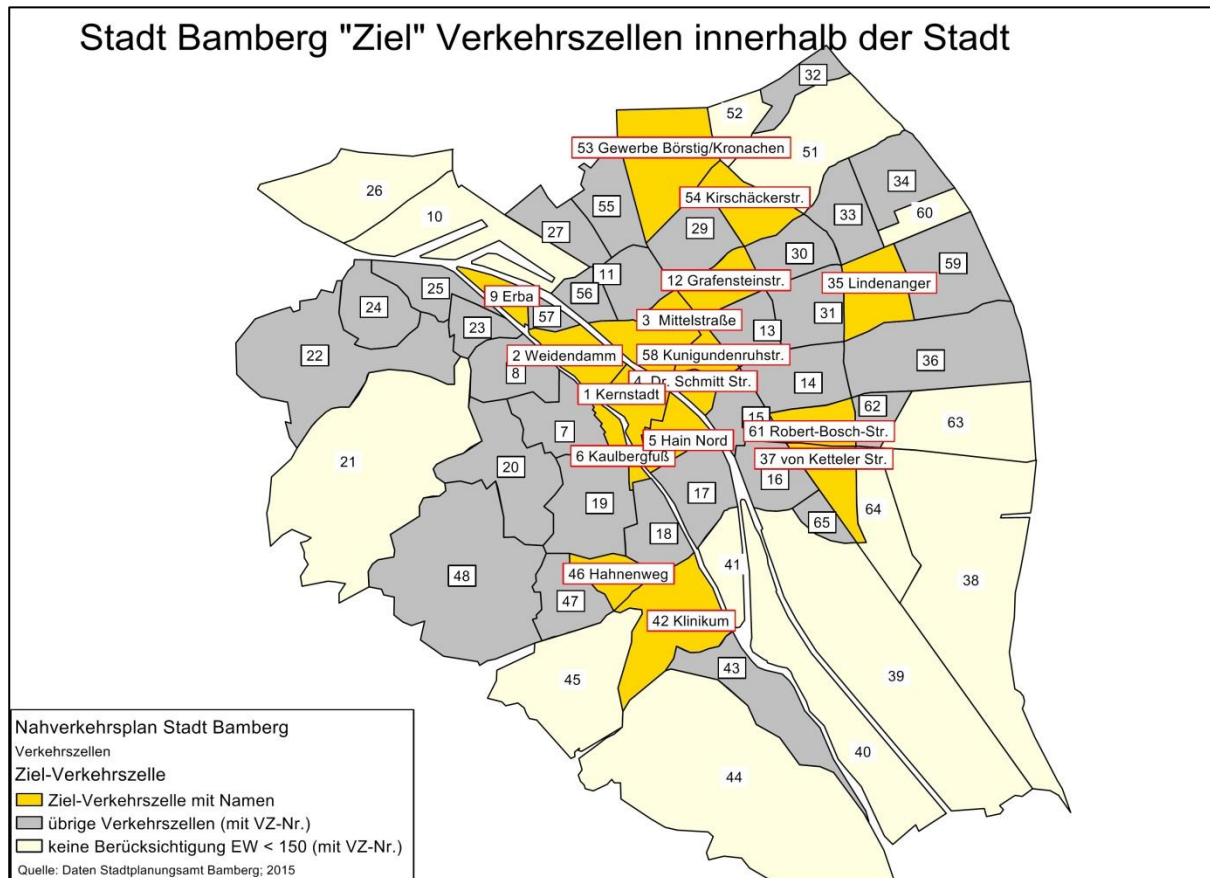 Stadt Bamberg "Ziel" Verkehrszellen innerhalb der Stadt
32
52
53 Gewerbe Börstig/Kronachen
51
26
34
54 Kirschäckerstr.
55
10
33
60
27
29
30
59
11
12 Grafensteinstr.
35 Lindenanger
25
9 Erba
56
24
31
57
3 Mittelstraße
23
13
22
2 Weidendamm
58 Kunigundenruhstr.
36
8
4 Dr. Schmitt Str.
14
1 Kernstadt
62
15
63
7
5 Hain Nord
61 Robert-Bosch-Str.
6 Kaulbergfuß
37 von Ketteler Str.
21
20
16
17
19
64
65
18
41
46 Hahnenweg
48
38
47
42 Klinikum
43
45
39
40
44
Nahverkehrsplan Stadt Bamberg
Verkehrszellen
Ziel-Verkehrszelle
Ziel-Verkehrszelle mit Namen
übrige Verkehrszellen (mit VZ-Nr.)
keine Berücksichtigung EW < 150 (mit VZ-Nr.)
Quelle: Daten Stadtplanungsamt Bamberg; 2015